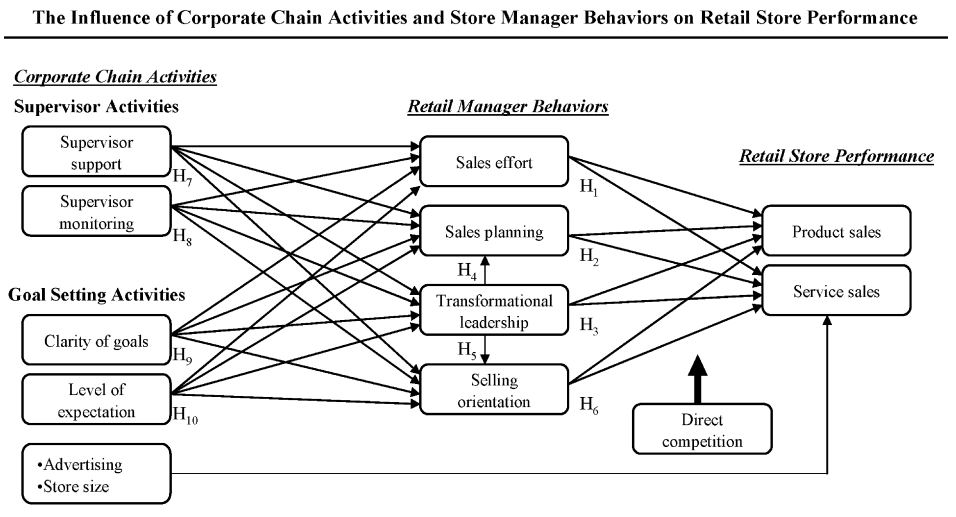 The Influence of Corporate Chain Activities and Store Manager Behaviors on Retail Store Performance
Corporate Chain Activities
Supervisor Activities
Supervisor
support
H7
Supervisor
monitoring
H8
Goal Setting Activities
Clarity of goals
H9
Level of
expectation
H10
•Advertising
•Store size
Retail Manager Behaviors
Sales effort
H1
Sales planning
H2
H4
Transformational
leadership
H3
H5
Selling
orientation
H6
Retail Store Performance
Product sales
Service sales
Direct
competition